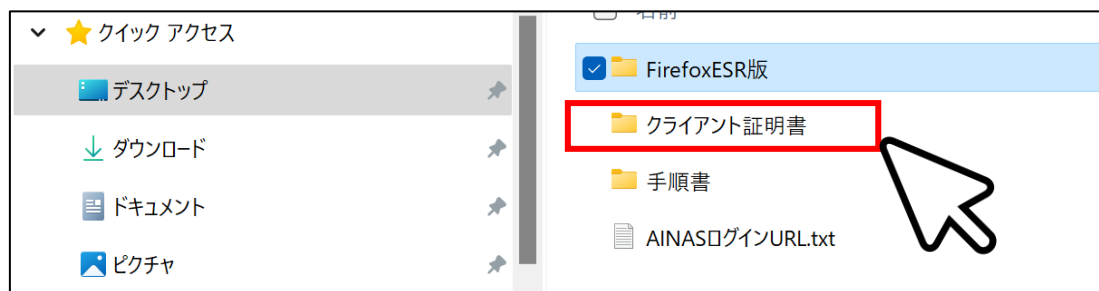 クイック アクセス
デスクトップ
ダウンロード
ドキュメント
ピクチャ
名前
FirefoxESR版
クライアント証明書
手順書
AINASログインURL.txt